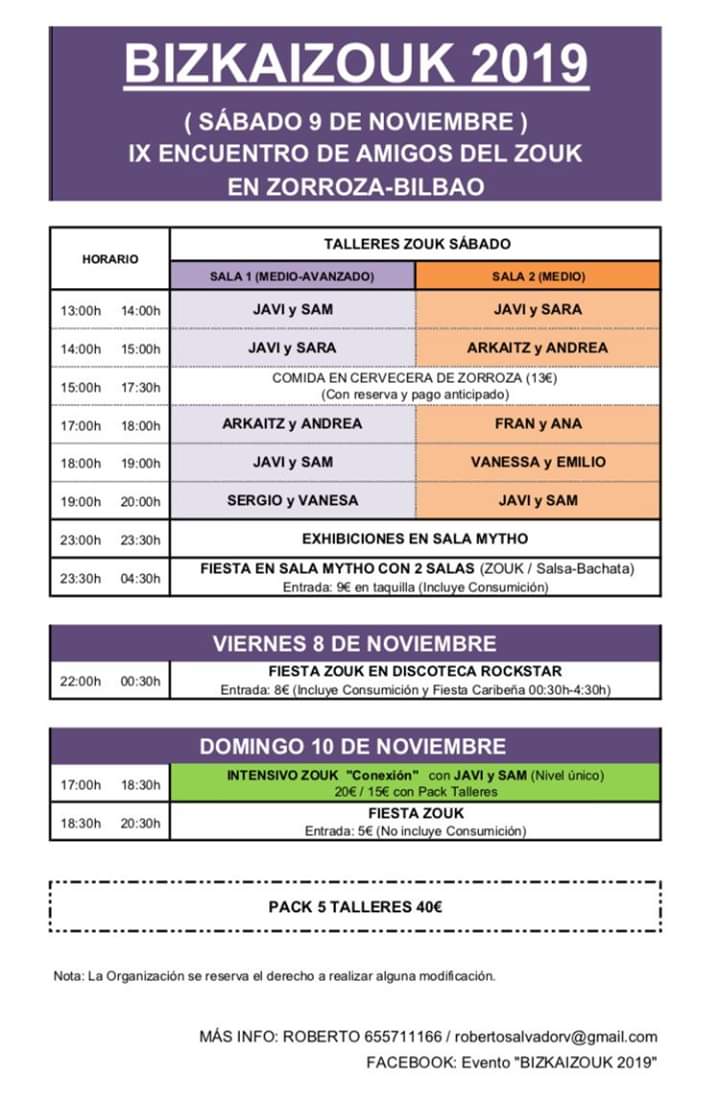 BIZKAIZOUK 2019
( SÁBADO 9 DE NOVIEMBRE )
IX ENCUENTRO DE AMIGOS DEL ZOUK
EN ZORROZA-BILBAO
HORARIO
TALLERES ZOUK SÁBADO
SALA 1 (MEDIO-AVANZADO) SALA 2 (MEDIO)
13:00h 14:00h JAVI y SAM JAVI y SARA
14:00h 15:00h JAVI y SARA ARKAITZ y ANDREA
15:00h 17:30h COMIDA EN CERVECERA DE ZORROZA (13€)
(Con reserva y pago anticipado)
17:00h 18:00h ARKAITZ y ANDREA FRAN y ANA
18:00h 19:00h JAVI y SAM VANESSA y EMILIO
19:00h 20:00h SERGIO y VANESA JAVI y SAM
23:00h 23:30h EXHIBICIONES EN SALA MYTHO
23:30h 04:30h FIESTA EN SALA MYTHO CON 2 SALAS (ZOUK / Salsa-Bachata)
Entrada: 9€ en taquilla (Incluye Consumición)
VIERNES 8 DE NOVIEMBRE
22:00h 00:30h FIESTA ZOUK EN DISCOTECA ROCKSTAR
Entrada: 8€ (Incluye Consumición y Fiesta Caribeña 00:30h-4:30h)
DOMINGO 10 DE NOVIEMBRE
17:00h 18:30h INTENSIVO ZOUK "Conexión" con JAVI y SAM (Nivel único)
20€ / 15€ con Pack Talleres
18:30h 20:30h FIESTA ZOUK
Entrada: 5€ (No incluye Consumición)
PACK 5 TALLERES 40€
Nota: La Organización se reserva el derecho a realizar alguna modificación.
MÁS INFO: ROBERTO 655711166 / robertosalvadorv@gmail.com
FACEBOOK: Evento "BIZKAIZOUK 2019"